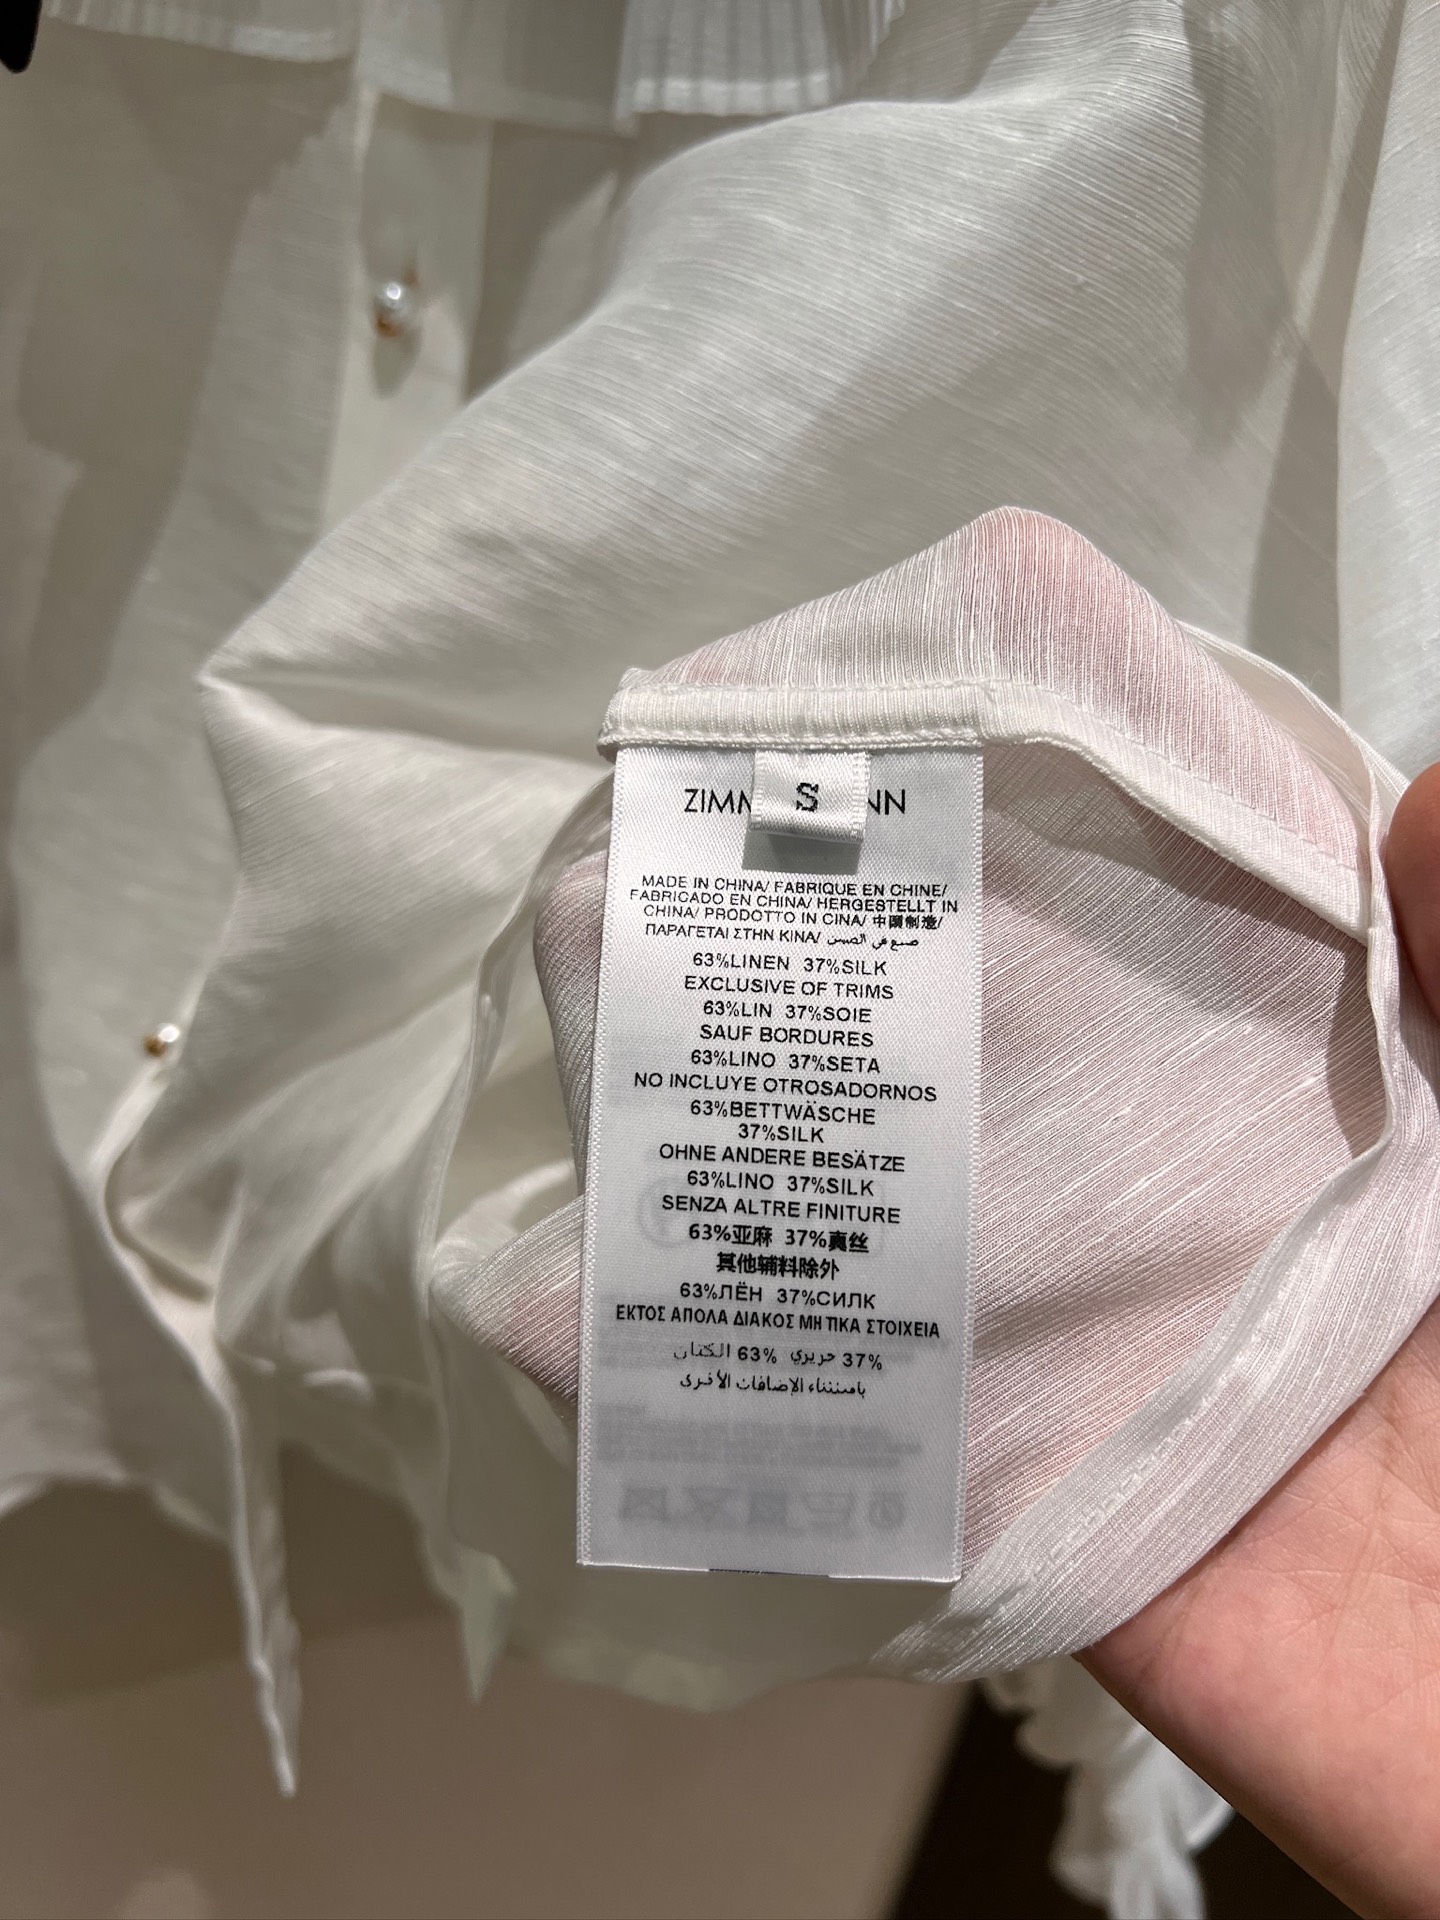 S
MADE IN CHINA/ FABRIQUE EN CHINE/
FABRICADO EN CHINA/ HERGESTELLT IN
CHINA/ PRODOTTO IN CINA/ 中国制造/
ΠΑΡΑΓΕΤΑΙ ΣΤΗΝ ΚΙΝΑ/ صنع في الصين
63%LINEN 37%SILK
EXCLUSIVE OF TRIMS
63%LIN 37%SOIE
SAUF BORDURES
63%LINO 37%SETA
NO INCLUYE OTROSADORNOS
63%BETTWÄSCHE
37%SILK
OHNE ANDERE BESÄTZE
63%LINO 37%SILK
SENZA ALTRE FINITURE
63%亚麻 37%真丝
其他辅料除外
63%ЛЁН 37%СИЛК
ΕΚΤΟΣ ΑΠΟΛΑ ΔΙΑΚΟΣ ΜΗ ΤΙΚΑ ΣΤΟΙΧΕΙΑ
37% حريري 63% الكتان
باستثناء الإضافات الأخرى